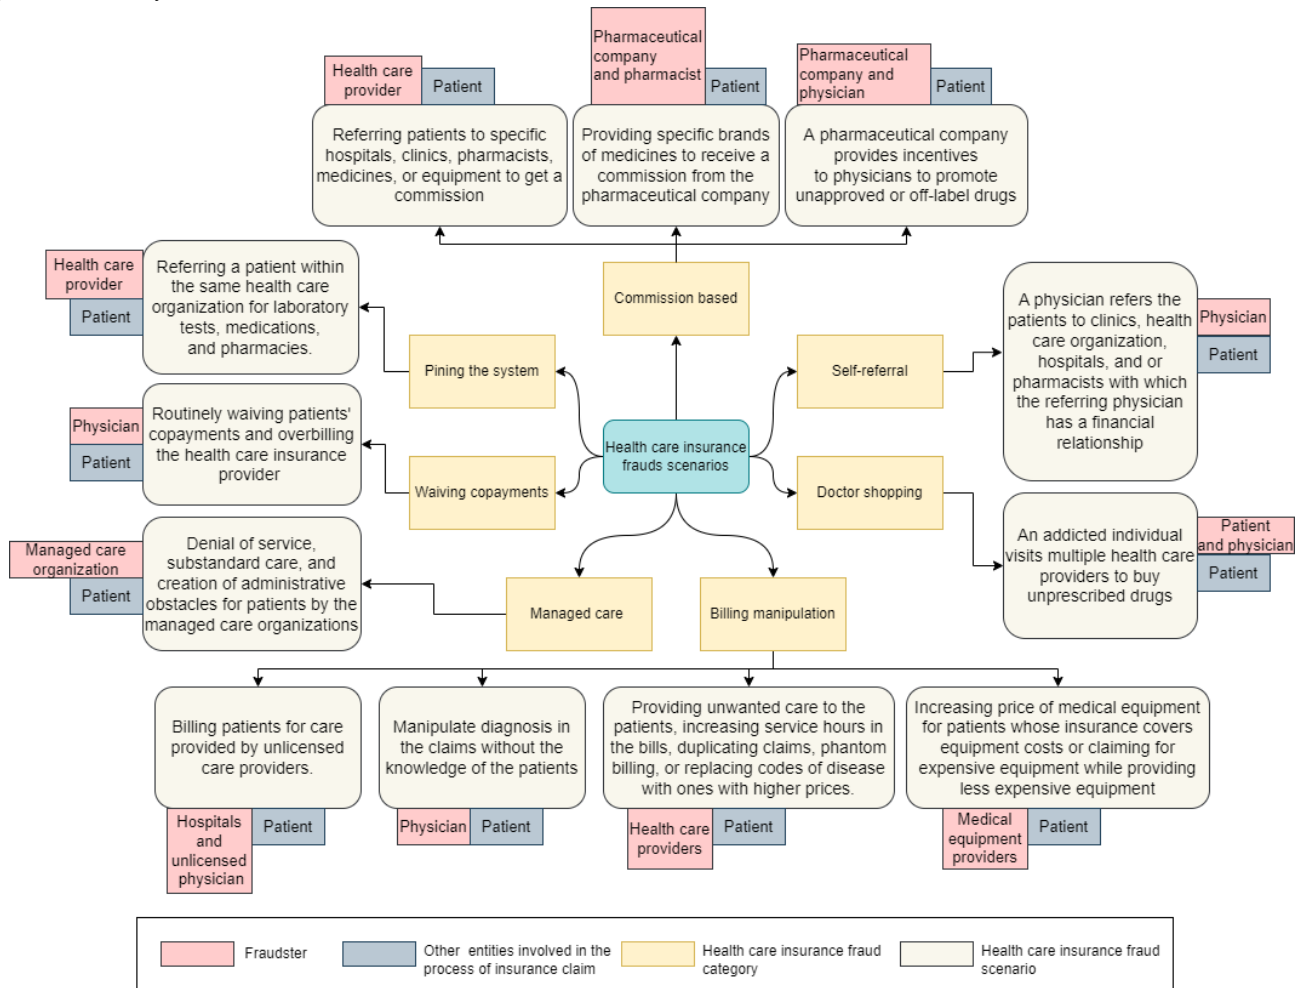 Pharmaceutical
company
and pharmacist
Patient
Health care
provider
Patient
Pharmaceutical
company and
physician
Patient
Referring patients to specific
hospitals, clinics, pharmacists,
medicines, or equipment to get a
commission
Providing specific brands
of medicines to receive a
commission from the
pharmaceutical company
A pharmaceutical company
provides incentives
to physicians to promote
unapproved or off-label drugs
Health care
provider
Patient
Referring a patient within
the same health care
organization for laboratory
tests, medications,
and pharmacies.
Commission based
A physician refers the
patients to clinics, health
care organization,
hospitals, and or
pharmacists with which
the referring physician
has a financial
relationship
Physician
Patient
Pining the system
Self-referral
Physician
Patient
Routinely waiving patients'
copayments and overbilling
the health care insurance
provider
Health care insurance
frauds scenarios
Waiving copayments
Doctor shopping
An addicted individual
visits multiple health care
providers to buy
unprescribed drugs
Patient
and physician
Patient
Managed care
organization
Patient
Denial of service,
substandard care, and
creation of administrative
obstacles for patients by the
managed care organizations
Managed care
Billing manipulation
Billing patients for care
provided by unlicensed
care providers.
Manipulate diagnosis in
the claims without the
knowledge of the patients
Providing unwanted care to the
patients, increasing service hours in
the bills, duplicating claims, phantom
billing, or replacing codes of disease
with ones with higher prices.
Increasing price of medical equipment
for patients whose insurance covers
equipment costs or claiming for
expensive equipment while providing
less expensive equipment
Hospitals
and
unlicensed
physician
Patient
Physician
Patient
Health care
providers
Patient
Medical
equipment
providers
Patient
Fraudster
Other entities involved in the
process of insurance claim
Health care insurance fraud
category
Health care insurance fraud
scenario